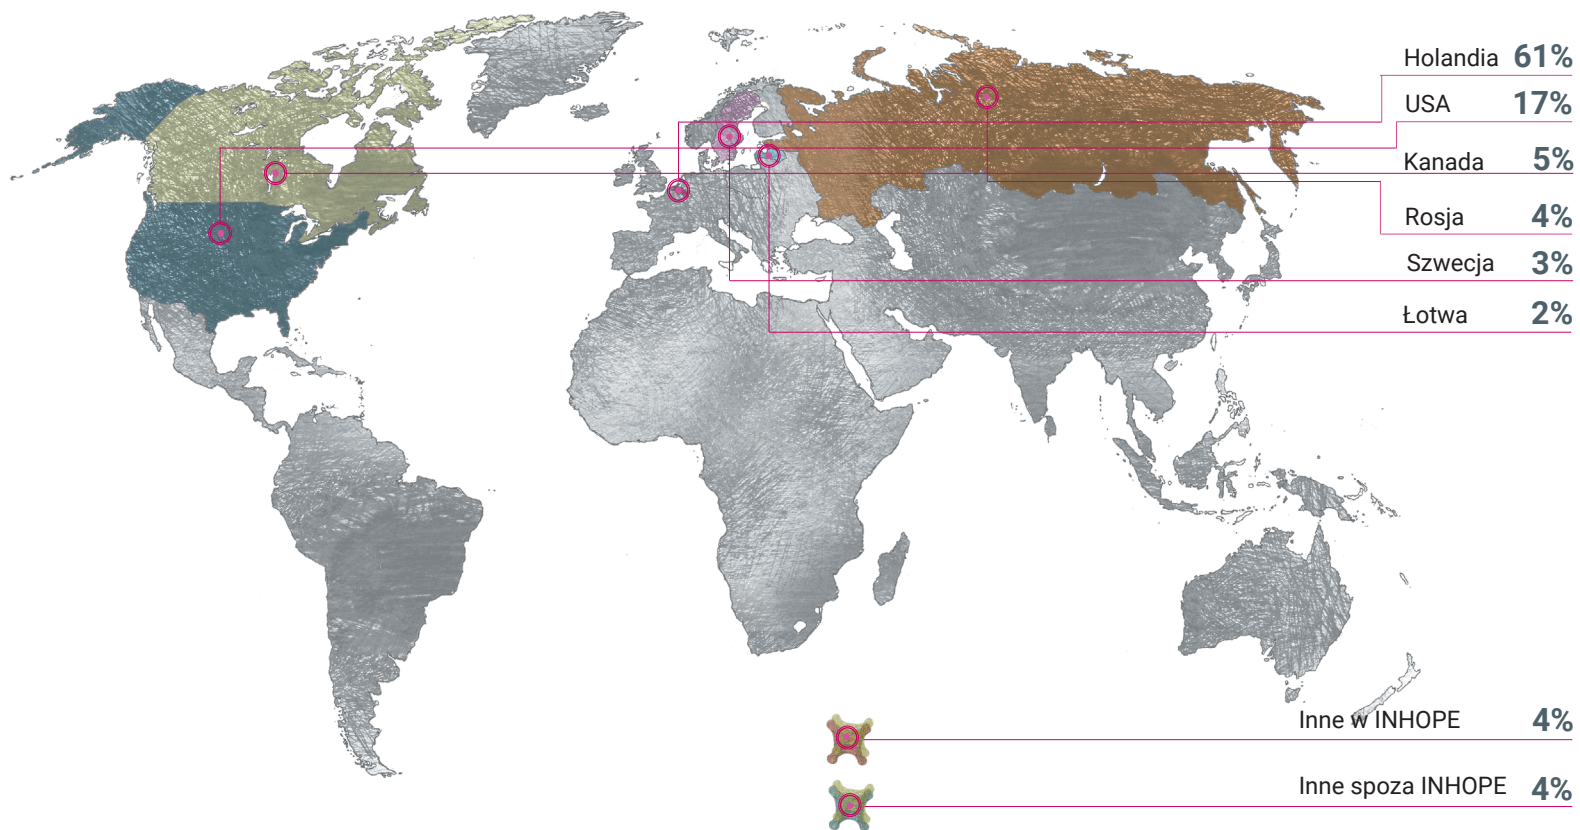 Holandia 61%
USA 17%
Kanada 5%
Rosja 4%
Szwecja 3%
Łotwa 2%
Inne w INHOPE 4%
Inne spoza INHOPE 4%